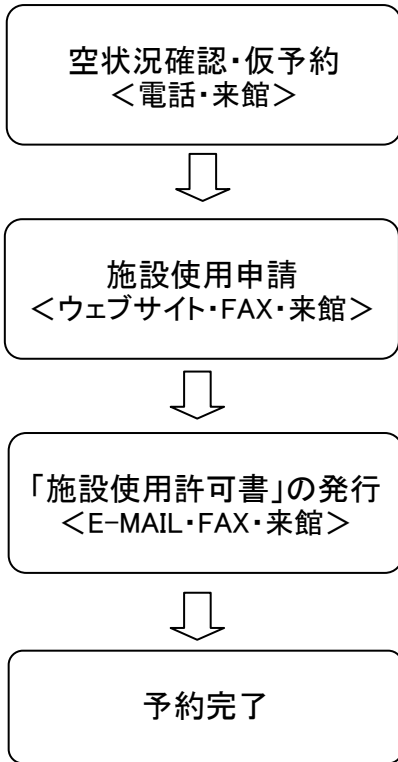 空状況確認・仮予約
＜電話・来館＞
施設使用申請
＜ウェブサイト・FAX・来館＞
「施設使用許可書」の発行
＜E-MAIL・FAX・来館＞
予約完了